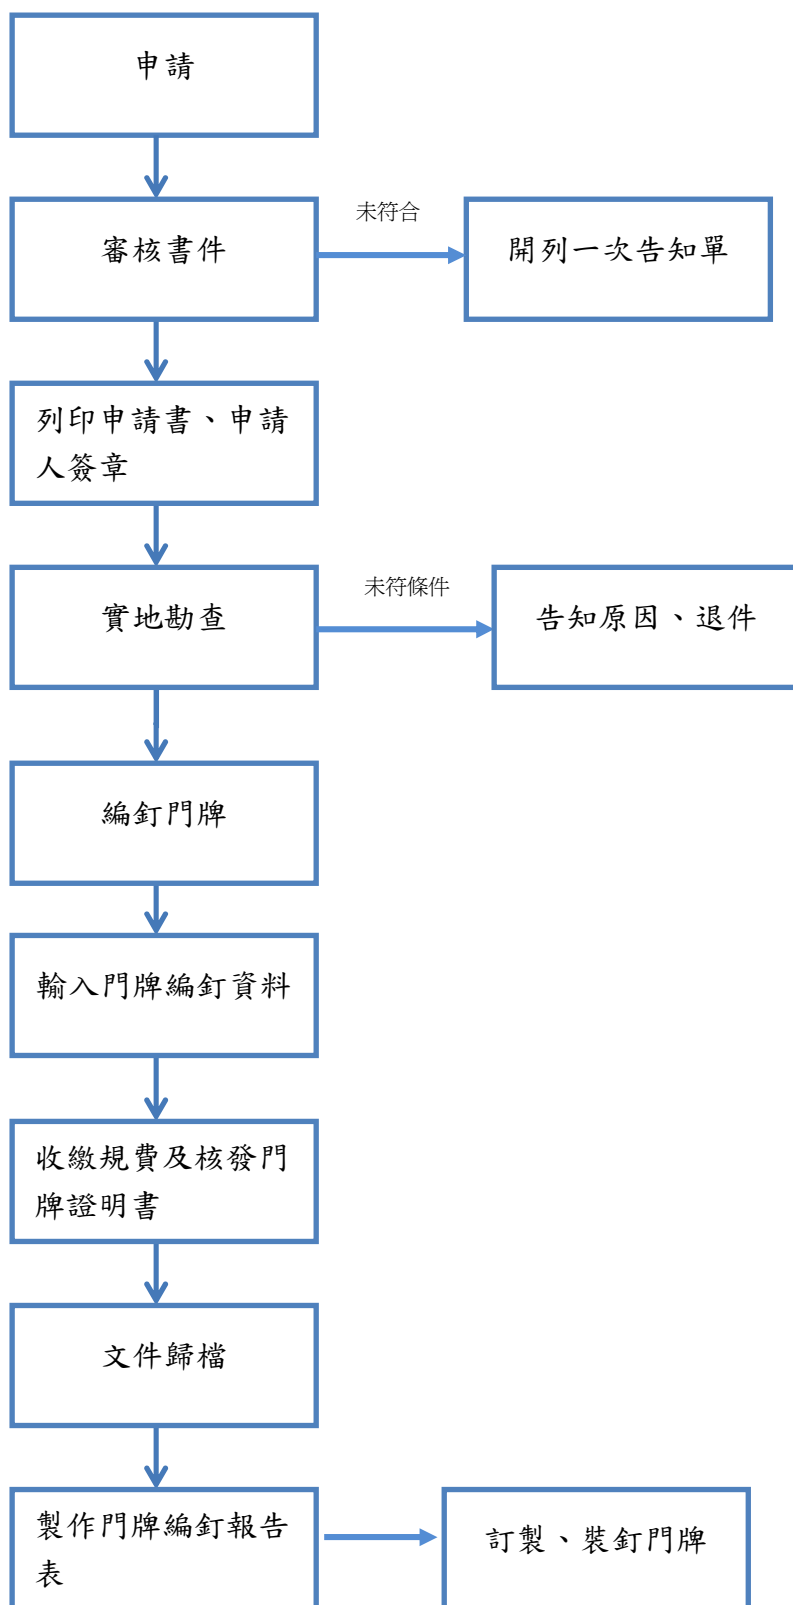 申請
審核書件
未符合
開列一次告知單
列印申請書、申請
人簽章
實地勘查
未符條件
告知原因、退件
編釘門牌
輸入門牌編釘資料
收繳規費及核發門
牌證明書
文件歸檔
製作門牌編釘報告
表
訂製、裝釘門牌